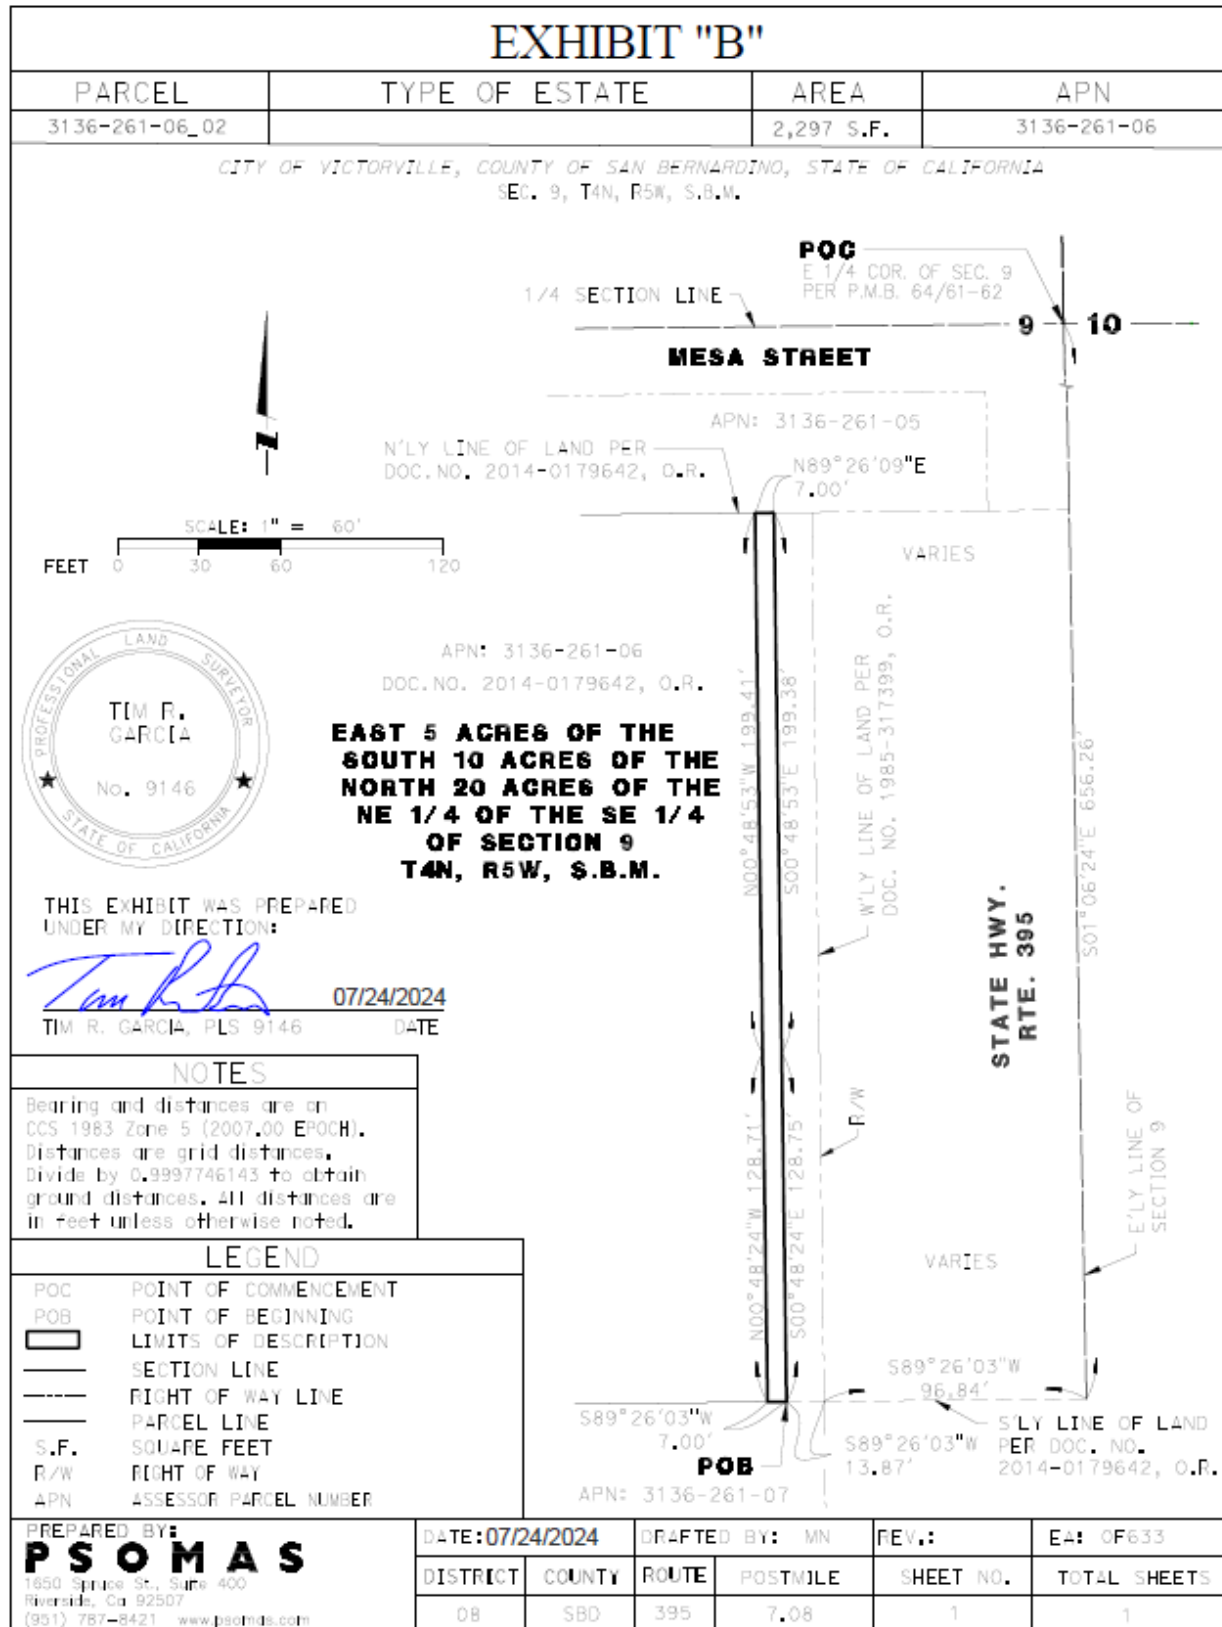 EXHIBIT "B"
PARCEL TYPE OF ESTATE AREA APN
3136-261-06_02 2,297 S.F. 3136-261-06
CITY OF VICTORVILLE, COUNTY OF SAN BERNARDINO, STATE OF CALIFORNIA
SEC. 9, T4N, R5W, S.B.M.
POC
E 1/4 COR. OF SEC. 9
PER P.M.B. 64/61-62
1/4 SECTION LINE
9 10
MESA STREET
APN: 3136-261-05
N'LY LINE OF LAND PER
DOC.NO. 2014-0179642, O.R.
N89°26'09"E
7.00'
N
SCALE: 1" = 60'
FEET 0 30 60 120
VARIES
PROFESSIONAL LAND SURVEYOR
TIM R.
GARCIA
No. 9146
STATE OF CALIFORNIA
APN: 3136-261-06
DOC.NO. 2014-0179642, O.R.
EAST 5 ACRES OF THE
SOUTH 10 ACRES OF THE
NORTH 20 ACRES OF THE
NE 1/4 OF THE SE 1/4
OF SECTION 9
T4N, R5W, S.B.M.
N00°48'53"W 199.41'
S00°48'53"E 199.38'
W'LY LINE OF LAND PER
DOC. NO. 1985-317399, O.R.
S01°06'24"E 656.26'
STATE HWY.
RTE. 395
THIS EXHIBIT WAS PREPARED
UNDER MY DIRECTION:
07/24/2024
TIM R. GARCIA, PLS 9146 DATE
NOTES
Bearing and distances are on
CCS 1983 Zone 5 (2007.00 EPOCH).
Distances are grid distances.
Divide by 0.9997746143 to obtain
ground distances. All distances are
in feet unless otherwise noted.
N00°48'24"W 128.71'
S00°48'24"E 128.75'
R/W
E'LY LINE OF
SECTION 9
VARIES
LEGEND
POC POINT OF COMMENCEMENT
POB POINT OF BEGINNING
LIMITS OF DESCRIPTION
SECTION LINE
RIGHT OF WAY LINE
PARCEL LINE
S.F. SQUARE FEET
R/W RIGHT OF WAY
APN ASSESSOR PARCEL NUMBER
S89°26'03"W
96.84'
S89°26'03"W
7.00'
POB
S89°26'03"W
13.87'
S'LY LINE OF LAND
PER DOC. NO.
2014-0179642, O.R.
APN: 3136-261-07
PREPARED BY:
PSOMAS
1650 Spruce St., Suite 400
Riverside, Ca 92507
(951) 787-8421 www.psomas.com
DATE: 07/24/2024 DRAFTED BY: MN REV.: EA: 0F633
DISTRICT COUNTY ROUTE POSTMILE SHEET NO. TOTAL SHEETS
08 SBD 395 7.08 1 1